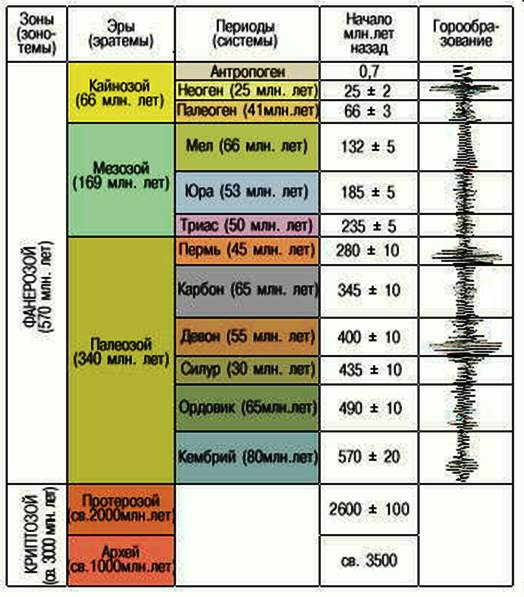 Зоны
(зоно-
темы)
Эры
(эратемы)
Периоды
(системы)
Начало
млн.лет
назад
Горообра-
зование
ФАНЕРОЗОЙ
(570 млн. лет)
Кайнозой
(66 млн. лет)
Антропоген
0,7
Неоген (25 млн. лет)
25 ± 2
Палеоген (41млн.лет)
66 ± 3
Мезозой
(169 млн. лет)
Мел (66 млн. лет)
132 ± 5
Юра (53 млн. лет)
185 ± 5
Триас (50 млн. лет)
235 ± 5
Палеозой
(340 млн. лет)
Пермь (45 млн. лет)
280 ± 10
Карбон (65 млн. лет)
345 ± 10
Девон (55 млн. лет)
400 ± 10
Силур (30 млн. лет)
435 ± 10
Ордовик (65млн.лет)
490 ± 10
Кембрий (80млн.лет)
570 ± 20
КРИПТОЗОЙ
(св. 3000 млн. лет)
Протерозой
(св.2000млн.лет)
2600 ± 100
Архей
(св.1000млн.лет)
св. 3500